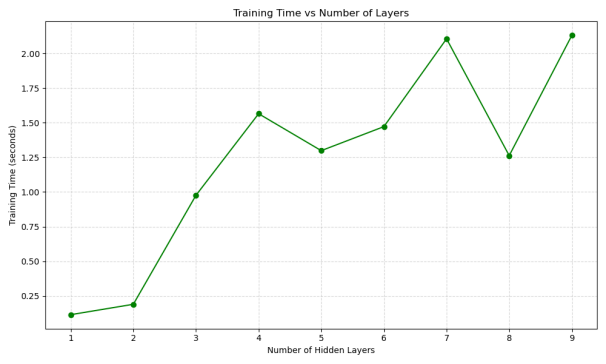 Training Time vs Number of Layers
Training Time (seconds)
2.00
1.75
1.50
1.25
1.00
0.75
0.50
0.25
1 2 3 4 5 6 7 8 9
Number of Hidden Layers